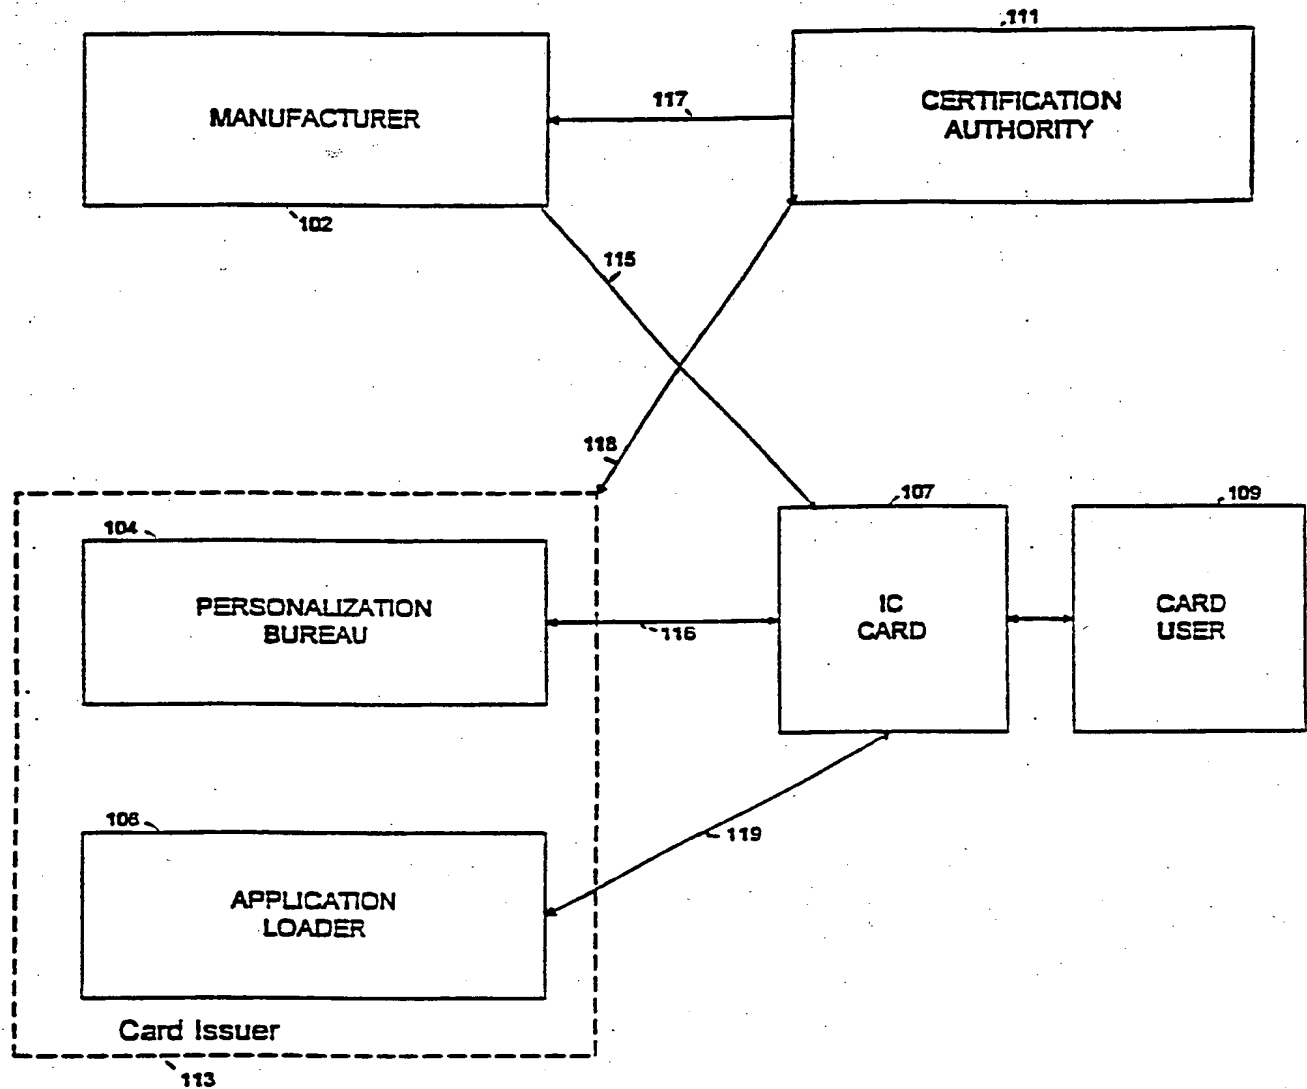 111
MANUFACTURER
117
CERTIFICATION
AUTHORITY
102
115
118
104
107
109
PERSONALIZATION
BUREAU
116
IC
CARD
CARD
USER
106
119
APPLICATION
LOADER
Card Issuer
113